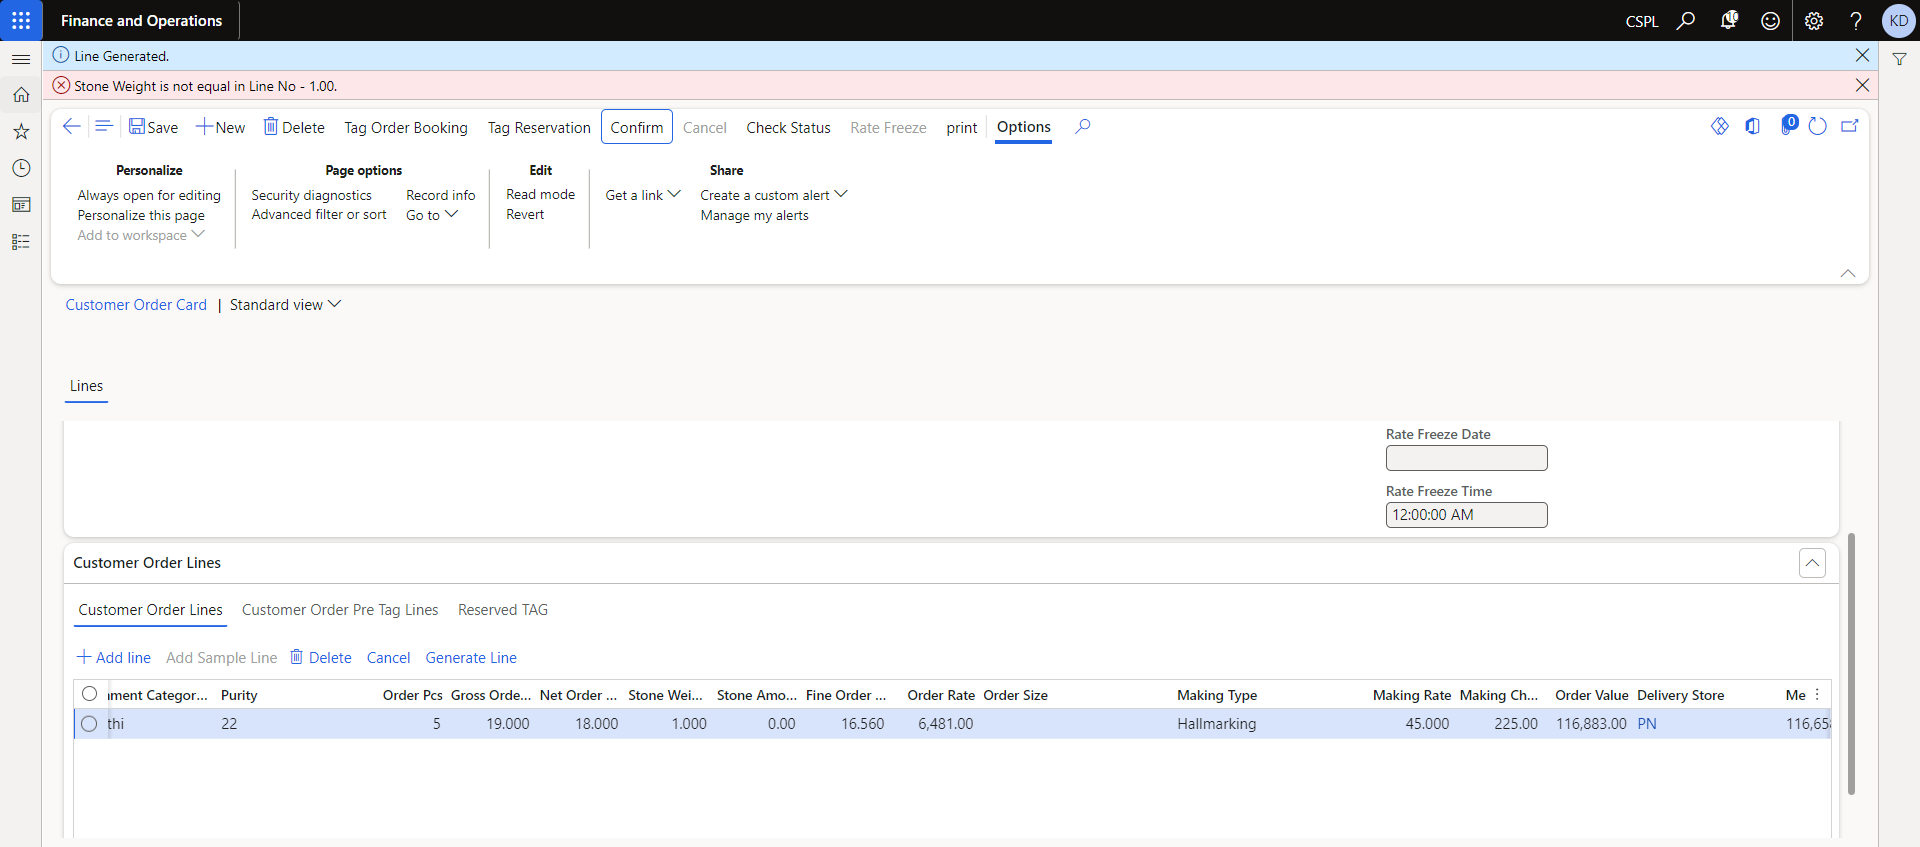 Finance and Operations
CSPL
10
KD
Line Generated.
Stone Weight is not equal in Line No - 1.00.
Save New Delete Tag Order Booking Tag Reservation Confirm Cancel Check Status Rate Freeze print Options
0
Personalize
Always open for editing
Personalize this page
Add to workspace
Page options
Security diagnostics
Advanced filter or sort
Record info
Go to
Edit
Read mode
Revert
Share
Get a link
Create a custom alert
Manage my alerts
Customer Order Card | Standard view
Lines
Rate Freeze Date
Rate Freeze Time
12:00:00 AM
Customer Order Lines
Customer Order Lines Customer Order Pre Tag Lines Reserved TAG
Add line Add Sample Line Delete Cancel Generate Line
ment Categor... Purity Order Pcs Gross Orde... Net Order ... Stone Wei... Stone Amo... Fine Order ... Order Rate Order Size Making Type Making Rate Making Ch... Order Value Delivery Store Me
thi 22 5 19.000 18.000 1.000 0.00 16.560 6,481.00 Hallmarking 45.000 225.00 116,883.00 PN 116,65